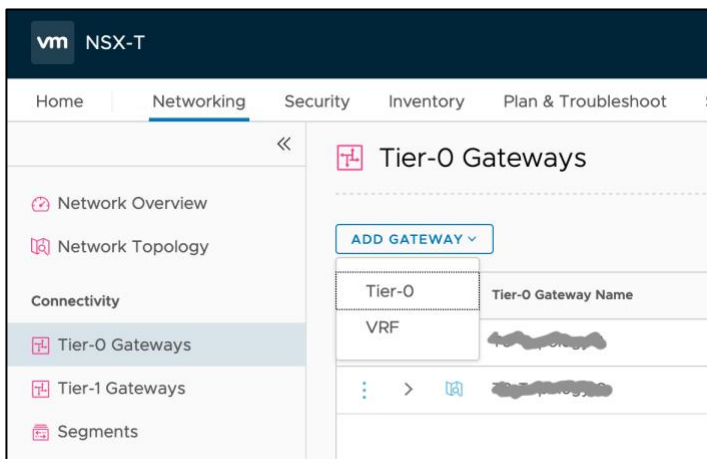 vm NSX-T
Home Networking Security Inventory Plan & Troubleshoot
Tier-0 Gateways
Network Overview
Network Topology
ADD GATEWAY
Tier-0
VRF
Tier-0 Gateway Name
Connectivity
Tier-0 Gateways
Tier-1 Gateways
Segments